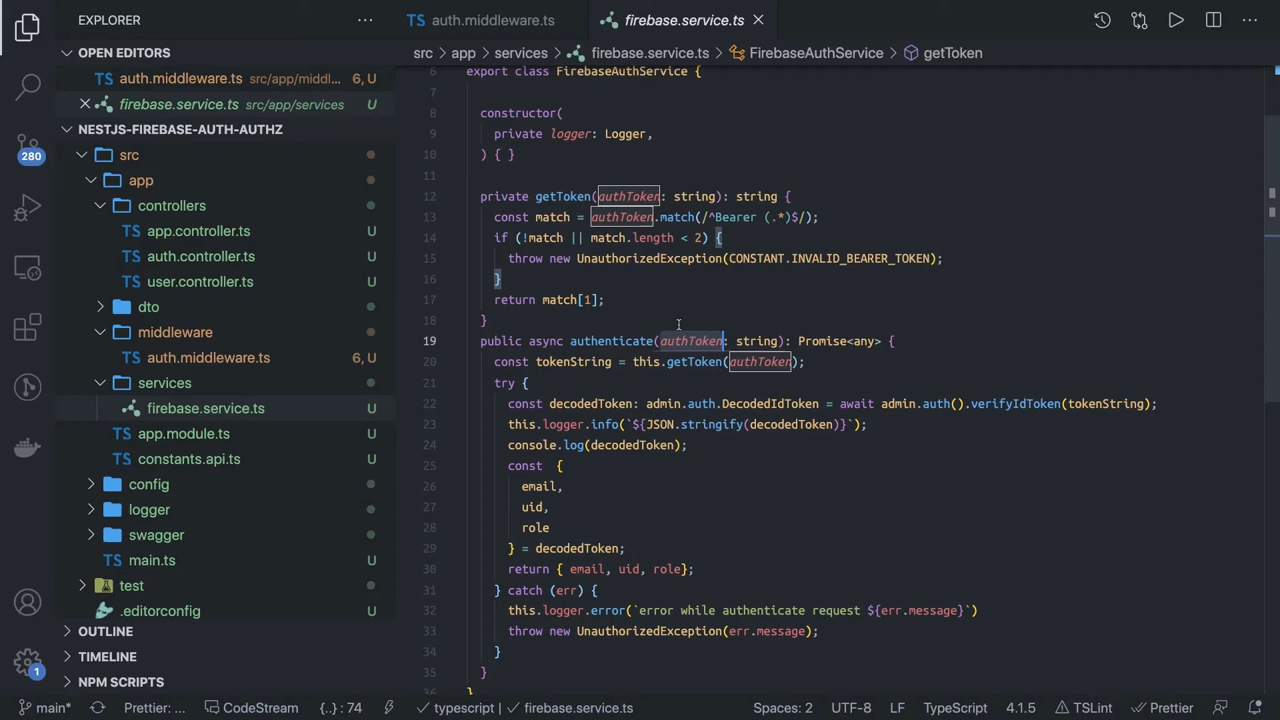 EXPLORER
OPEN EDITORS
TS auth.middleware.ts src/app/middl... 6, U
firebase.service.ts src/app/services U
NESTJS-FIREBASE-AUTH-AUTHZ
src
app
controllers
TS app.controller.ts U
TS auth.controller.ts U
TS user.controller.ts U
dto
middleware
TS auth.middleware.ts 6, U
services
firebase.service.ts U
TS app.module.ts U
TS constants.api.ts U
config
logger
swagger
TS main.ts U
test
.editorconfig U
OUTLINE
TIMELINE
NPM SCRIPTS
280
1
TS auth.middleware.ts
firebase.service.ts
src > app > services > firebase.service.ts > FirebaseAuthService > getToken
6 export class FirebaseAuthService {
7
8 constructor(
9 private logger: Logger,
10 ) { }
11
12 private getToken(authToken: string): string {
13 const match = authToken.match(/^Bearer (.*)$/);
14 if (!match || match.length < 2) {
15 throw new UnauthorizedException(CONSTANT.INVALID_BEARER_TOKEN);
16 }
17 return match[1];
18 }
19 public async authenticate(authToken: string): Promise<any> {
20 const tokenString = this.getToken(authToken);
21 try {
22 const decodedToken: admin.auth.DecodedIdToken = await admin.auth().verifyIdToken(tokenString);
23 this.logger.info(`${JSON.stringify(decodedToken)}`);
24 console.log(decodedToken);
25 const {
26 email,
27 uid,
28 role
29 } = decodedToken;
30 return { email, uid, role};
31 } catch (err) {
32 this.logger.error(`error while authenticate request ${err.message}`)
33 throw new UnauthorizedException(err.message);
34 }
35 }
36 }
main* Prettier: ... CodeStream {..} : 74 typescript | firebase.service.ts Spaces: 2 UTF-8 LF TypeScript 4.1.5 TSLint Prettier